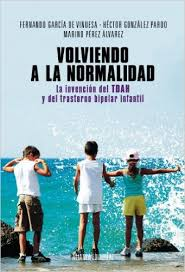 FERNANDO GARCÍA DE VINUESA · HÉCTOR GONZÁLEZ PARDO
MARINO PÉREZ ÁLVAREZ
VOLVIENDO
A LA NORMALIDAD
La invención del TDAH
y del trastorno bipolar infantil